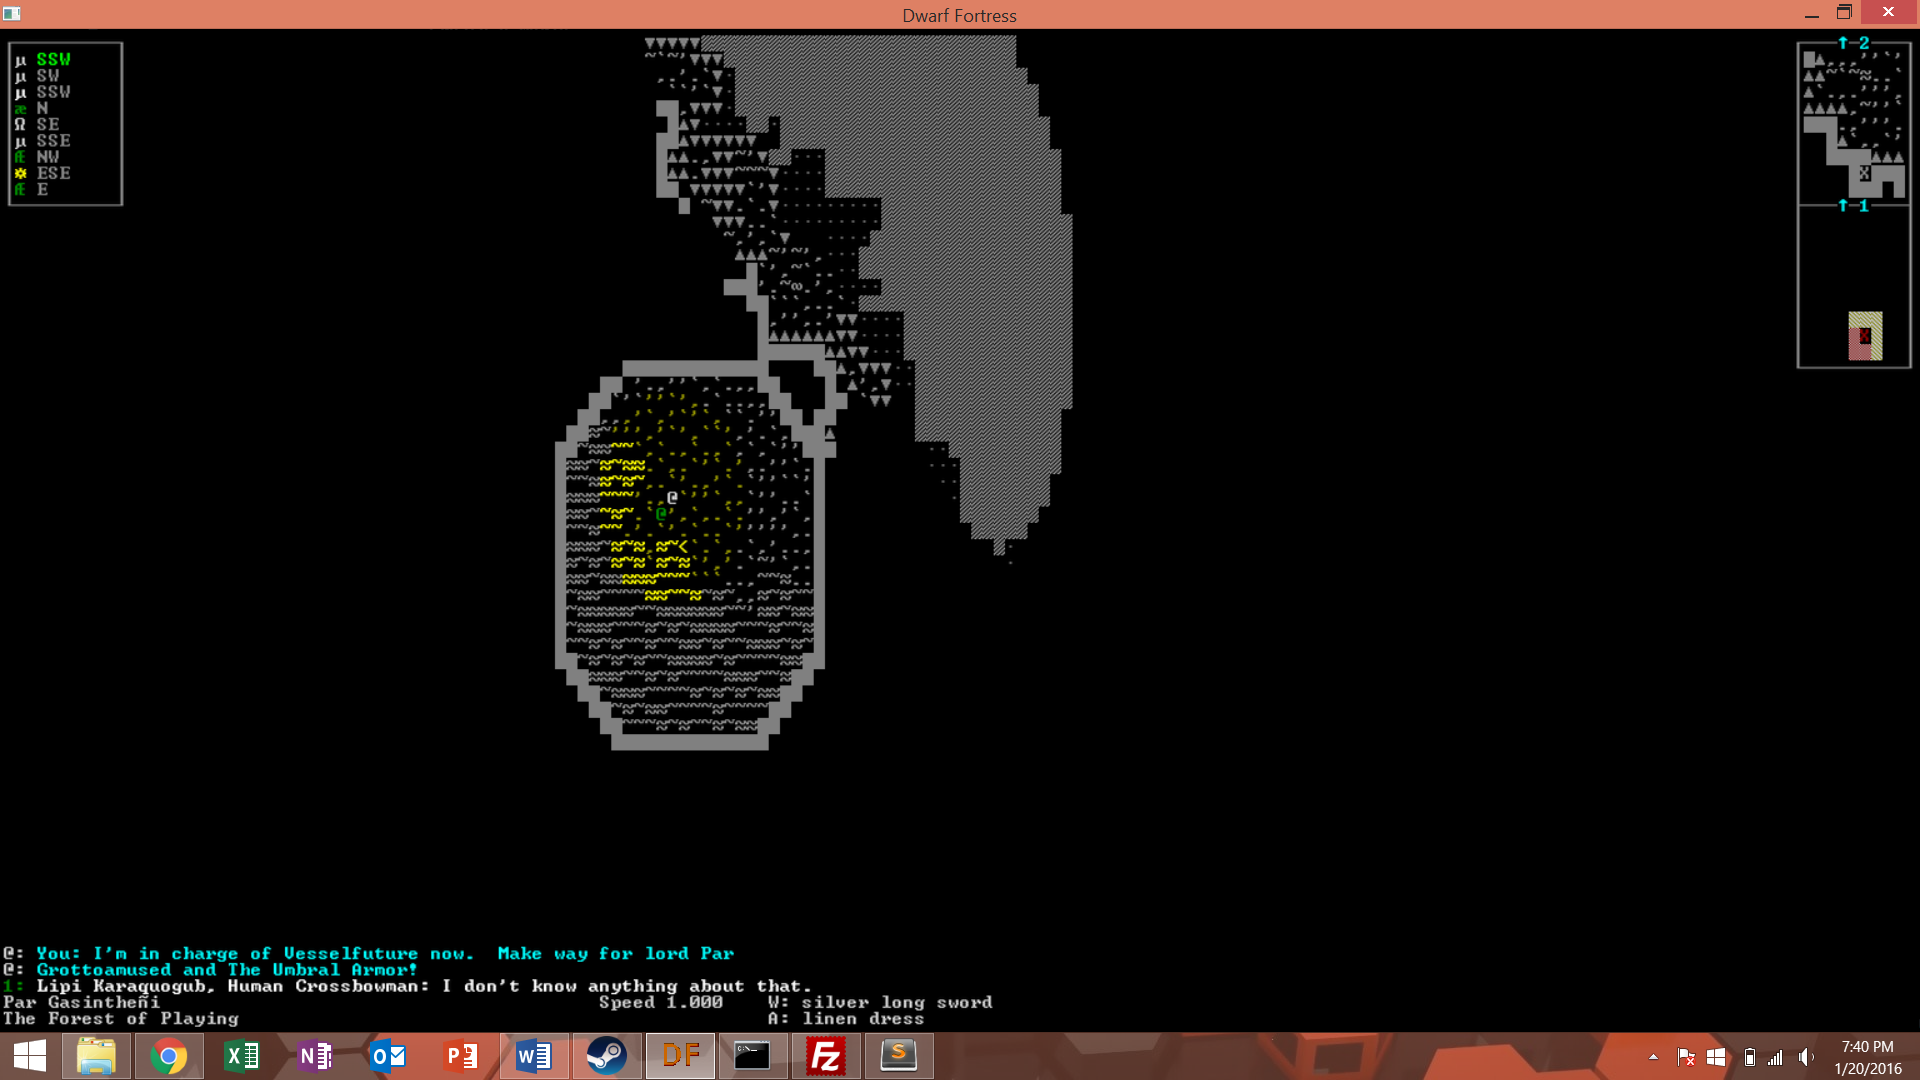 Dwarf Fortress
µ SSW
µ SW
µ SSW
æ N
Ω SE
µ SSE
Æ NW
☼ ESE
Æ E
↑ 2
↑ 1
@: You: I'm in charge of Vesselfuture now.  Make way for lord Par
@: Grottoamused and The Umbral Armor!
1: Lipi Karaquogub, Human Crossbowman: I don't know anything about that.
Par Gasintheñi Speed 1.000 W: silver long sword
The Forest of Playing A: linen dress
7:40 PM
1/20/2016